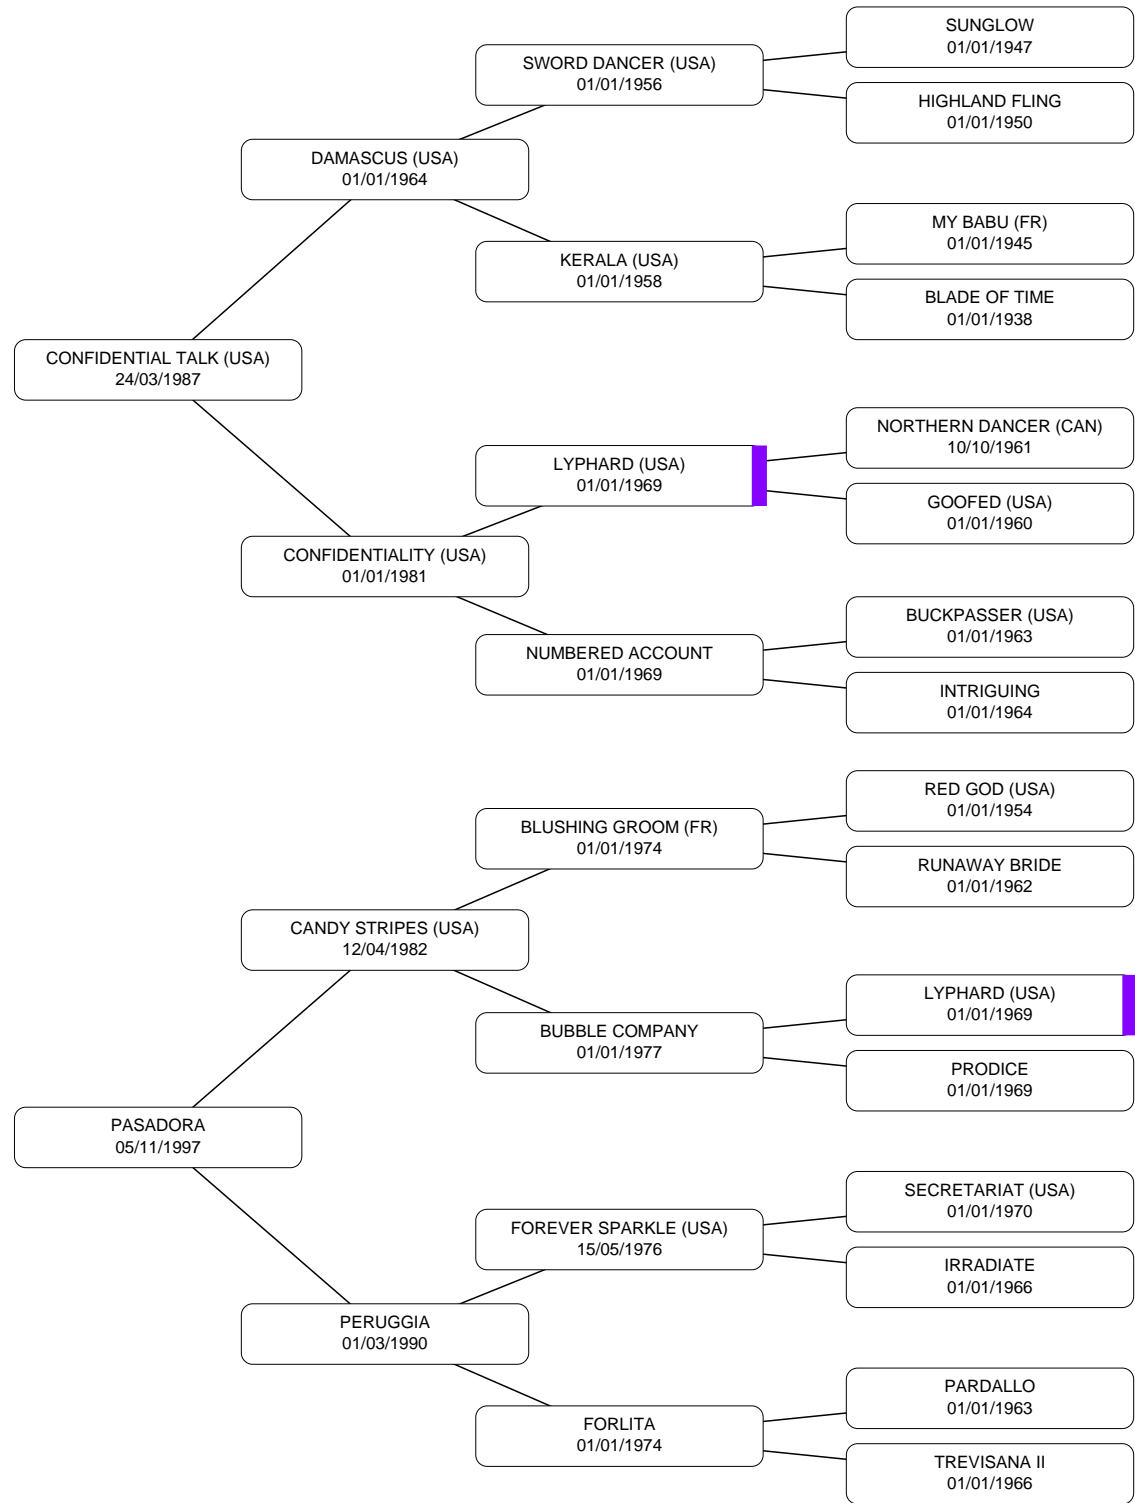 SUNGLOW
01/01/1947
SWORD DANCER (USA)
01/01/1956
HIGHLAND FLING
01/01/1950
DAMASCUS (USA)
01/01/1964
MY BABU (FR)
01/01/1945
KERALA (USA)
01/01/1958
BLADE OF TIME
01/01/1938
CONFIDENTIAL TALK (USA)
24/03/1987
NORTHERN DANCER (CAN)
10/10/1961
LYPHARD (USA)
01/01/1969
GOOFED (USA)
01/01/1960
CONFIDENTIALITY (USA)
01/01/1981
BUCKPASSER (USA)
01/01/1963
NUMBERED ACCOUNT
01/01/1969
INTRIGUING
01/01/1964
RED GOD (USA)
01/01/1954
BLUSHING GROOM (FR)
01/01/1974
RUNAWAY BRIDE
01/01/1962
CANDY STRIPES (USA)
12/04/1982
LYPHARD (USA)
01/01/1969
BUBBLE COMPANY
01/01/1977
PRODICE
01/01/1969
PASADORA
05/11/1997
SECRETARIAT (USA)
01/01/1970
FOREVER SPARKLE (USA)
15/05/1976
IRRADIATE
01/01/1966
PERUGGIA
01/03/1990
PARDALLO
01/01/1963
FORLITA
01/01/1974
TREVISANA II
01/01/1966